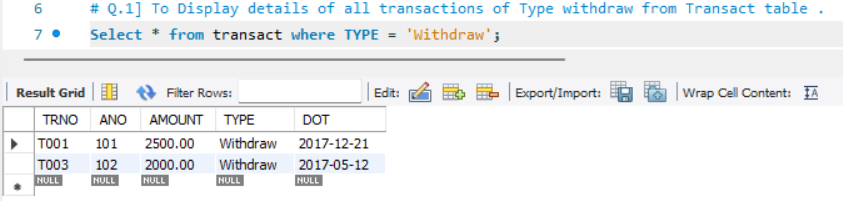 6 # Q.1] To Display details of all transactions of Type withdraw from Transact table .
7 Select * from transact where TYPE = 'Withdraw';
Result Grid Filter Rows: Edit: Export/Import: Wrap Cell Content: IA
TRNO ANO AMOUNT TYPE DOT
T001 101 2500.00 Withdraw 2017-12-21
T003 102 2000.00 Withdraw 2017-05-12
NULL NULL NULL NULL NULL